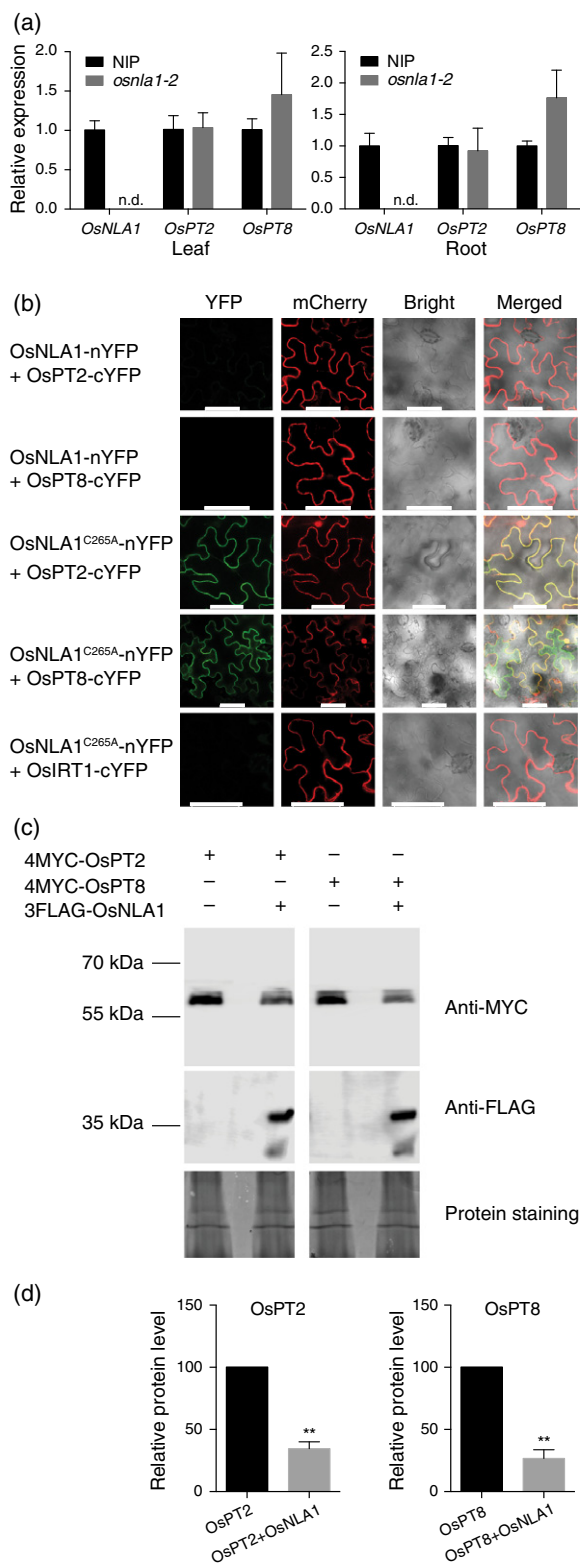 (a)
Relative expression
2.0
1.5
1.0
0.5
0.0
NIP
osnla1-2
n.d.
OsNLA1 OsPT2 OsPT8
Leaf
2.5
2.0
1.5
1.0
0.5
0.0
NIP
osnla1-2
n.d.
OsNLA1 OsPT2 OsPT8
Root
(b)
YFP mCherry Bright Merged
OsNLA1-nYFP
+ OsPT2-cYFP
OsNLA1-nYFP
+ OsPT8-cYFP
OsNLA1C265A-nYFP
+ OsPT2-cYFP
OsNLA1C265A-nYFP
+ OsPT8-cYFP
OsNLA1C265A-nYFP
+ OsIRT1-cYFP
(c)
4MYC-OsPT2 + + – –
4MYC-OsPT8 – – + +
3FLAG-OsNLA1 – + – +
70 kDa
55 kDa
Anti-MYC
35 kDa
Anti-FLAG
Protein staining
(d)
Relative protein level
150
100
50
0
OsPT2
**
OsPT2
OsPT2+OsNLA1
Relative protein level
150
100
50
0
OsPT8
**
OsPT8
OsPT8+OsNLA1